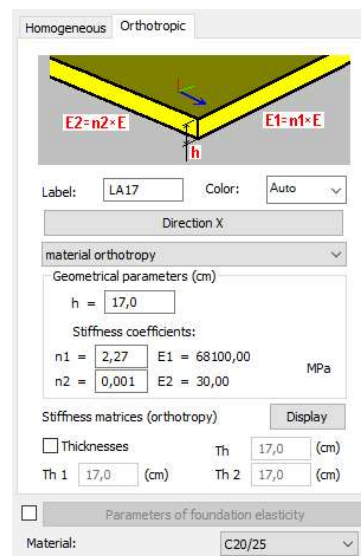 Homogeneous Orthotropic
E2=n2×E E1=n1×E
h
Label: LA17 Color: Auto
Direction X
material orthotropy
Geometrical parameters (cm)
h = 17,0
Stiffness coefficients:
n1 = 2,27 E1 = 68100,00
MPa
n2 = 0,001 E2 = 30,00
Stiffness matrices (orthotropy) Display
Thicknesses Th 17,0 (cm)
Th 1 17,0 (cm) Th 2 17,0 (cm)
Parameters of foundation elasticity
Material: C20/25